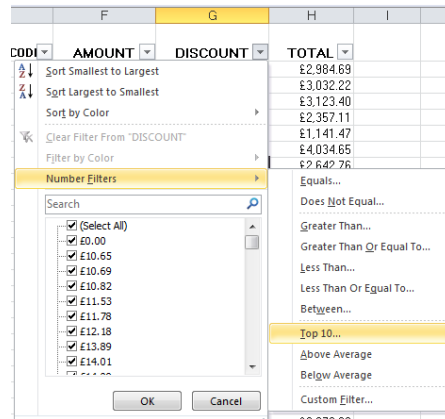 F G H I
CODE AMOUNT DISCOUNT TOTAL
Sort Smallest to Largest
Sort Largest to Smallest
Sort by Color
Clear Filter From "DISCOUNT"
Filter by Color
Number Filters
Search
(Select All)
£0.00
£10.65
£10.69
£10.82
£11.53
£11.78
£12.18
£13.89
£14.01
OK Cancel
£2,984.69
£3,032.22
£3,123.40
£2,357.11
£1,141.47
£4,034.65
£2,642.76
Equals...
Does Not Equal...
Greater Than...
Greater Than Or Equal To...
Less Than...
Less Than Or Equal To...
Between...
Top 10...
Above Average
Below Average
Custom Filter...